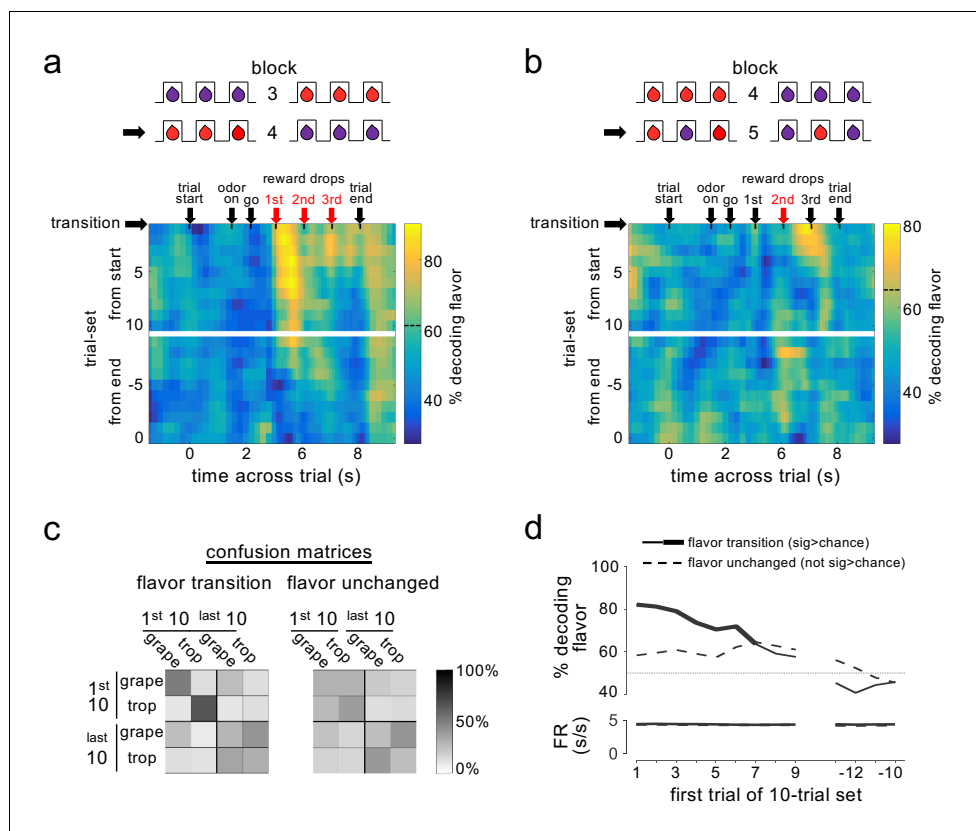 a
block
3
4
trial start
odor on
go
reward drops
1st
2nd
3rd
trial end
transition
trial-set
from start
from end
5
10
-5
0
0
2
4
6
8
time across trial (s)
80
60
40
% decoding flavor
b
block
4
5
trial start
odor on
go
reward drops
1st
2nd
3rd
trial end
transition
trial-set
from start
from end
5
10
-5
0
0
2
4
6
8
time across trial (s)
80
60
40
% decoding flavor
c
confusion matrices
flavor transition
flavor unchanged
1st 10
last 10
grape
trop
grape
trop
1st 10
last 10
grape
trop
grape
trop
1st 10
grape
trop
last 10
grape
trop
100%
50%
0%
d
flavor transition (sig>chance)
flavor unchanged (not sig>chance)
100
80
60
40
% decoding flavor
5
0
FR (s/s)
1
3
5
7
9
-12
-10
first trial of 10-trial set